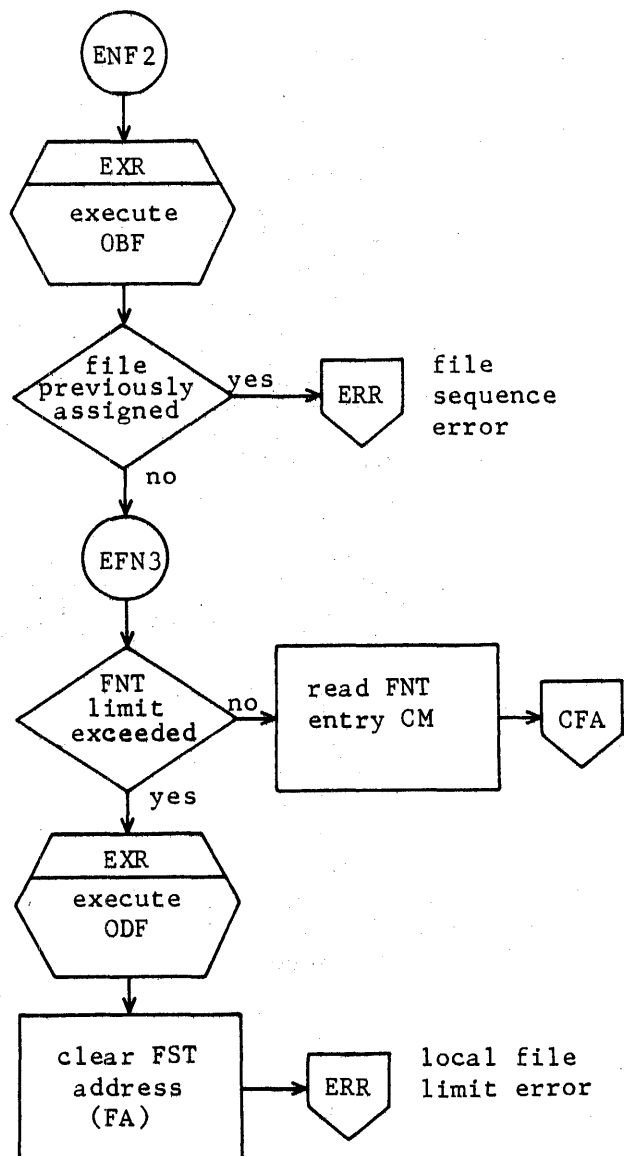 ENF2
EXR
execute
OBF
file
previously
assigned
yes
ERR
file
sequence
error
no
EFN3
FNT
limit
exceeded
no
read FNT
entry CM
CFA
yes
EXR
execute
ODF
clear FST
address
(FA)
ERR
local file
limit error